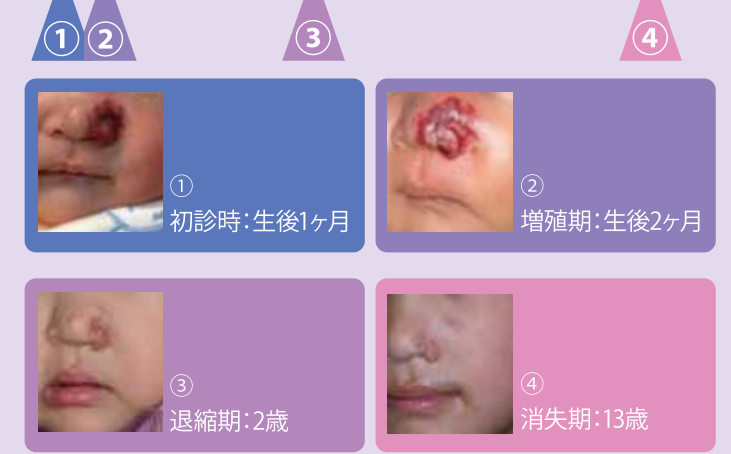 ① ② ③ ④
①
初診時：生後1ヶ月
②
増殖期：生後2ヶ月
③
退縮期：2歳
④
消失期：13歳